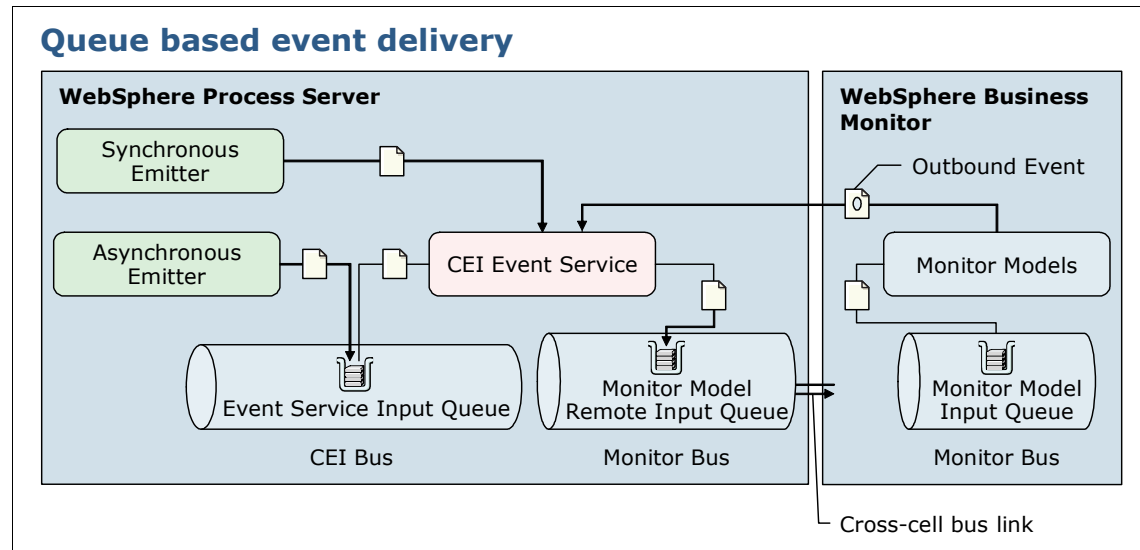 Queue based event delivery
WebSphere Process Server
WebSphere Business
Monitor
Synchronous
Emitter
Outbound Event
0
Asynchronous
Emitter
CEI Event Service
Monitor Models
Event Service Input Queue
Monitor Model
Remote Input Queue
Monitor Model
Input Queue
CEI Bus
Monitor Bus
Monitor Bus
Cross-cell bus link